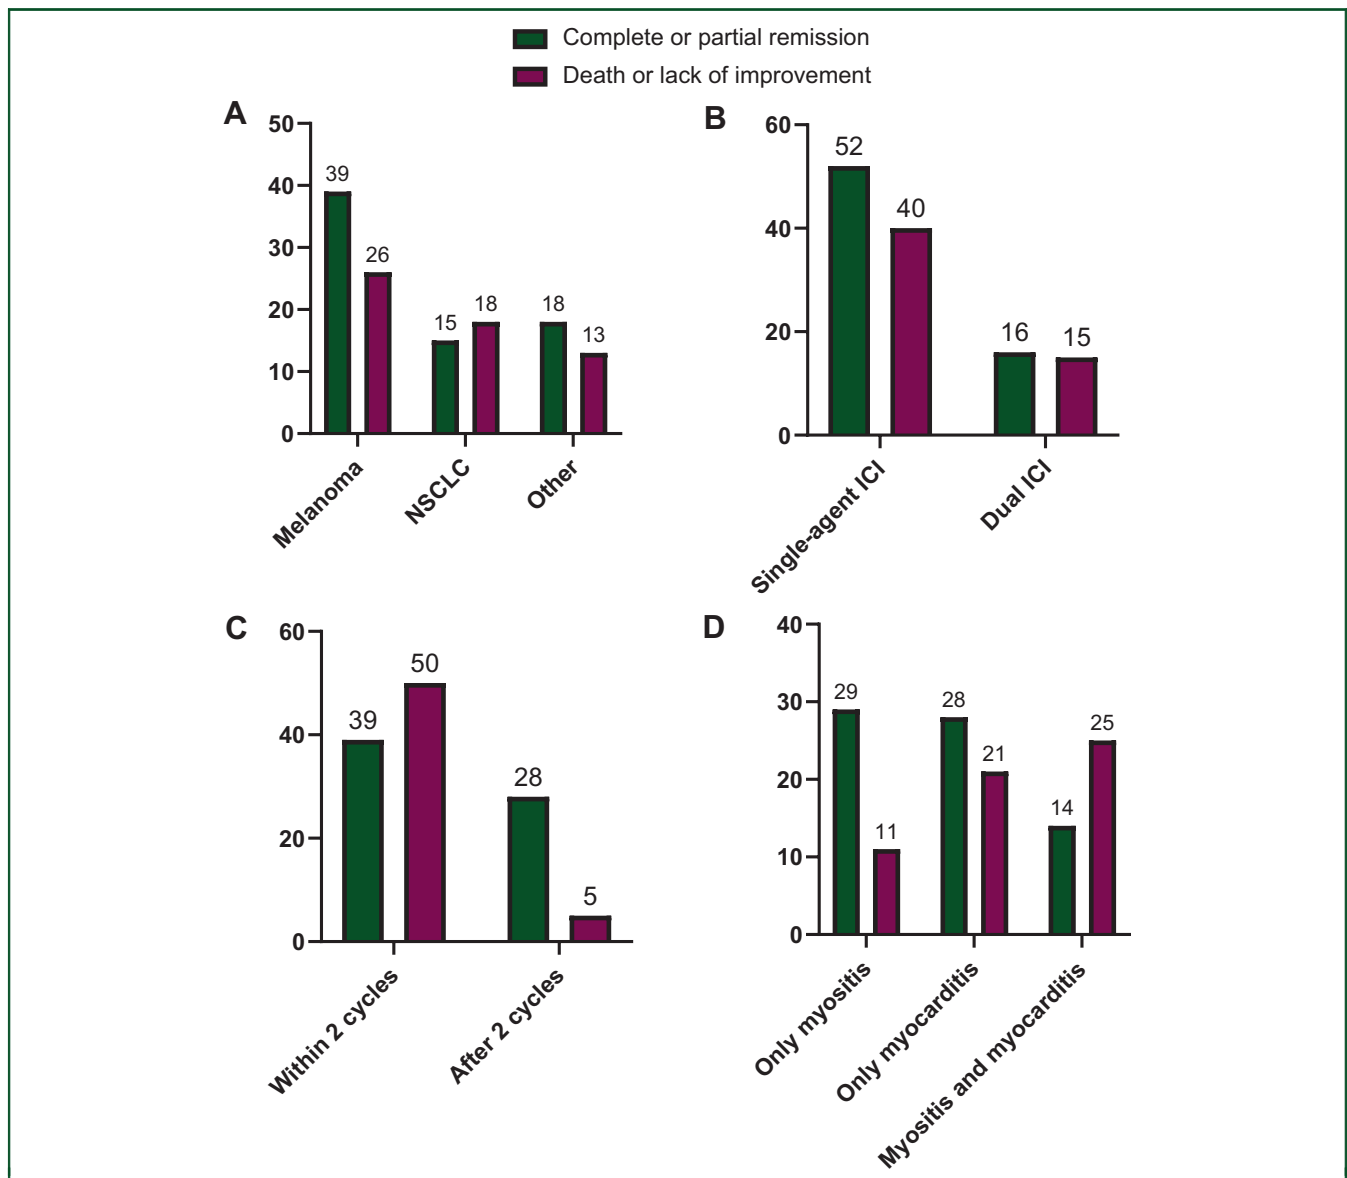 Complete or partial remission
Death or lack of improvement
A
50
40
30
20
10
0
39
26
15
18
18
13
Melanoma
NSCLC
Other
B
60
40
20
0
52
40
16
15
Single-agent ICI
Dual ICI
C
60
40
20
0
39
50
28
5
Within 2 cycles
After 2 cycles
D
40
30
20
10
0
29
11
28
21
14
25
Only myositis
Only myocarditis
Myositis and myocarditis